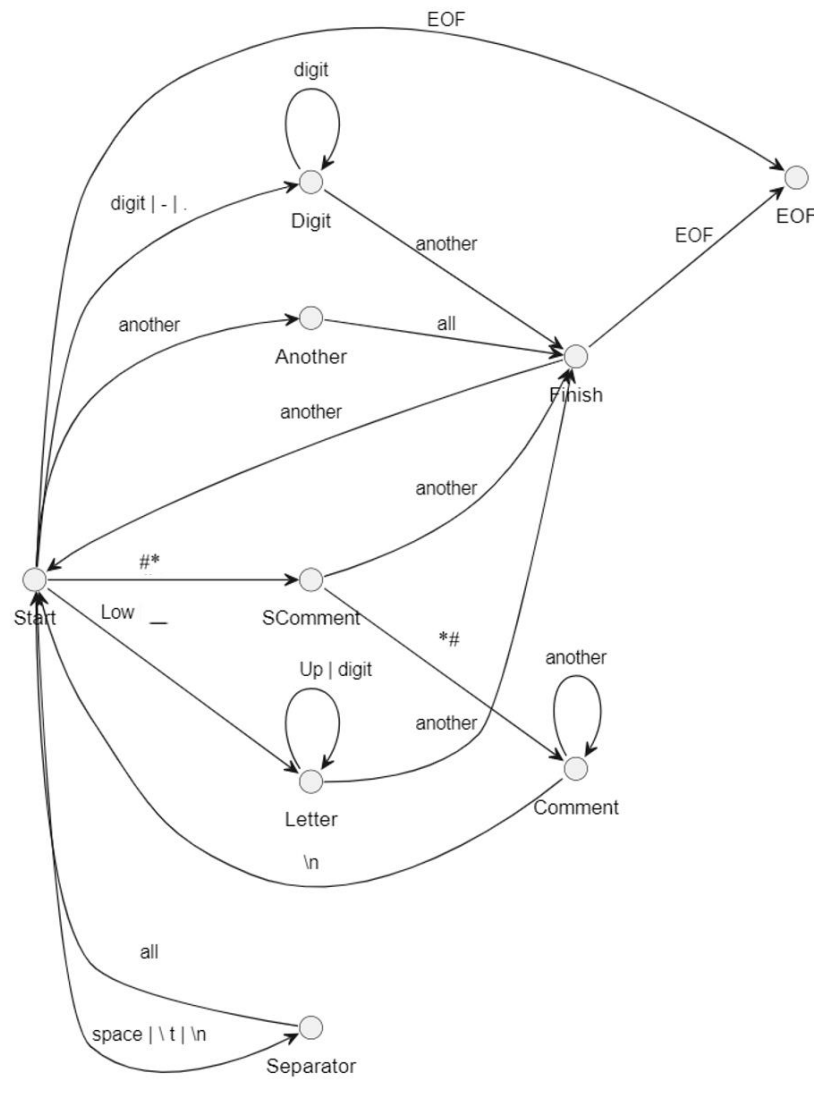 EOF
digit
digit | - | .
Digit
EOF
EOF
another
another
all
Another
Finish
another
another
#*
Start
SComment
Low _
*#
Up | digit
another
another
Letter
Comment
\n
all
space | \ t | \n
Separator